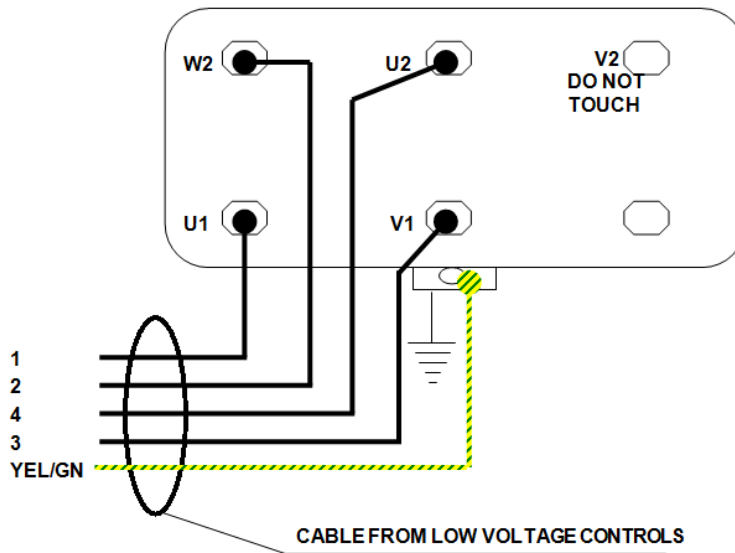 W2
U2
V2
DO NOT
TOUCH
U1
V1
1
2
4
3
YEL/GN
CABLE FROM LOW VOLTAGE CONTROLS